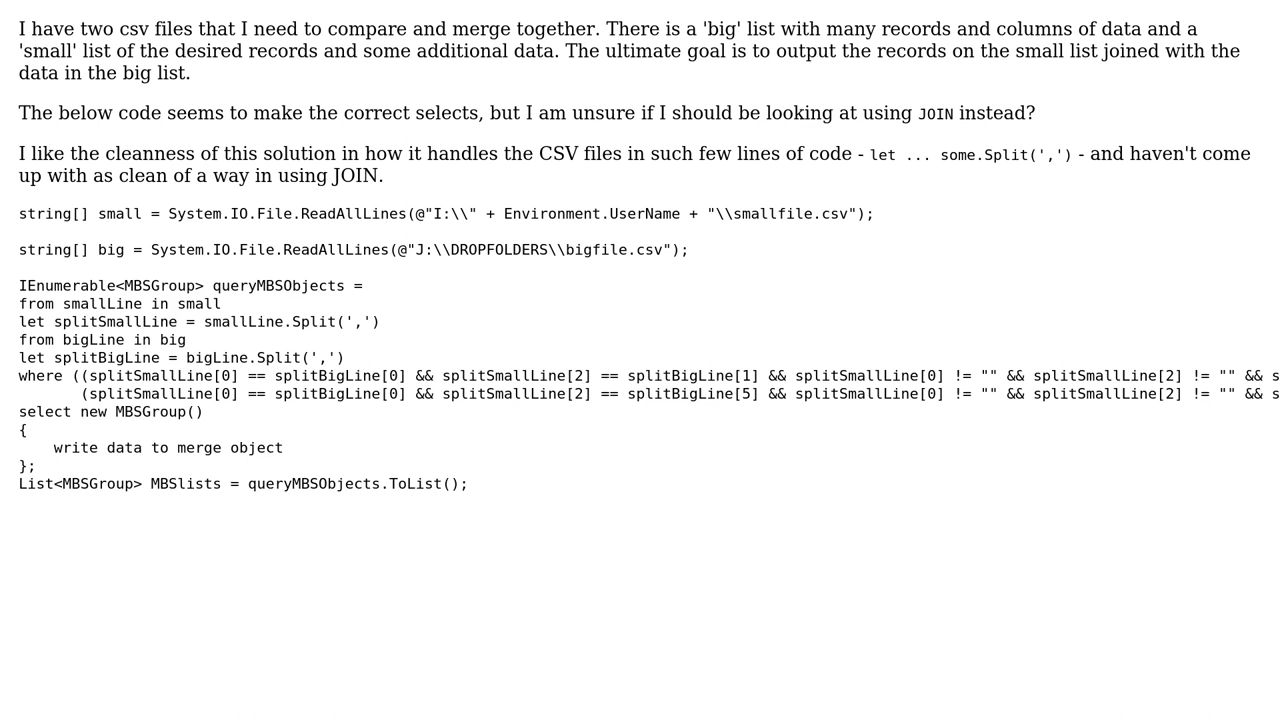 I have two csv files that I need to compare and merge together. There is a 'big' list with many records and columns of data and a
'small' list of the desired records and some additional data. The ultimate goal is to output the records on the small list joined with the
data in the big list.
The below code seems to make the correct selects, but I am unsure if I should be looking at using JOIN instead?
I like the cleanness of this solution in how it handles the CSV files in such few lines of code - let ... some.Split(',') - and haven't come
up with as clean of a way in using JOIN.
string[] small = System.IO.File.ReadAllLines(@"I:\\" + Environment.UserName + "\\smallfile.csv");
string[] big = System.IO.File.ReadAllLines(@"J:\\DROPFOLDERS\\bigfile.csv");
IEnumerable<MBSGroup> queryMBSObjects =
from smallLine in small
let splitSmallLine = smallLine.Split(',')
from bigLine in big
let splitBigLine = bigLine.Split(',')
where ((splitSmallLine[0] == splitBigLine[0] && splitSmallLine[2] == splitBigLine[1] && splitSmallLine[0] != "" && splitSmallLine[2] != "" && s
(splitSmallLine[0] == splitBigLine[0] && splitSmallLine[2] == splitBigLine[5] && splitSmallLine[0] != "" && splitSmallLine[2] != "" && s
select new MBSGroup()
{
write data to merge object
};
List<MBSGroup> MBSlists = queryMBSObjects.ToList();